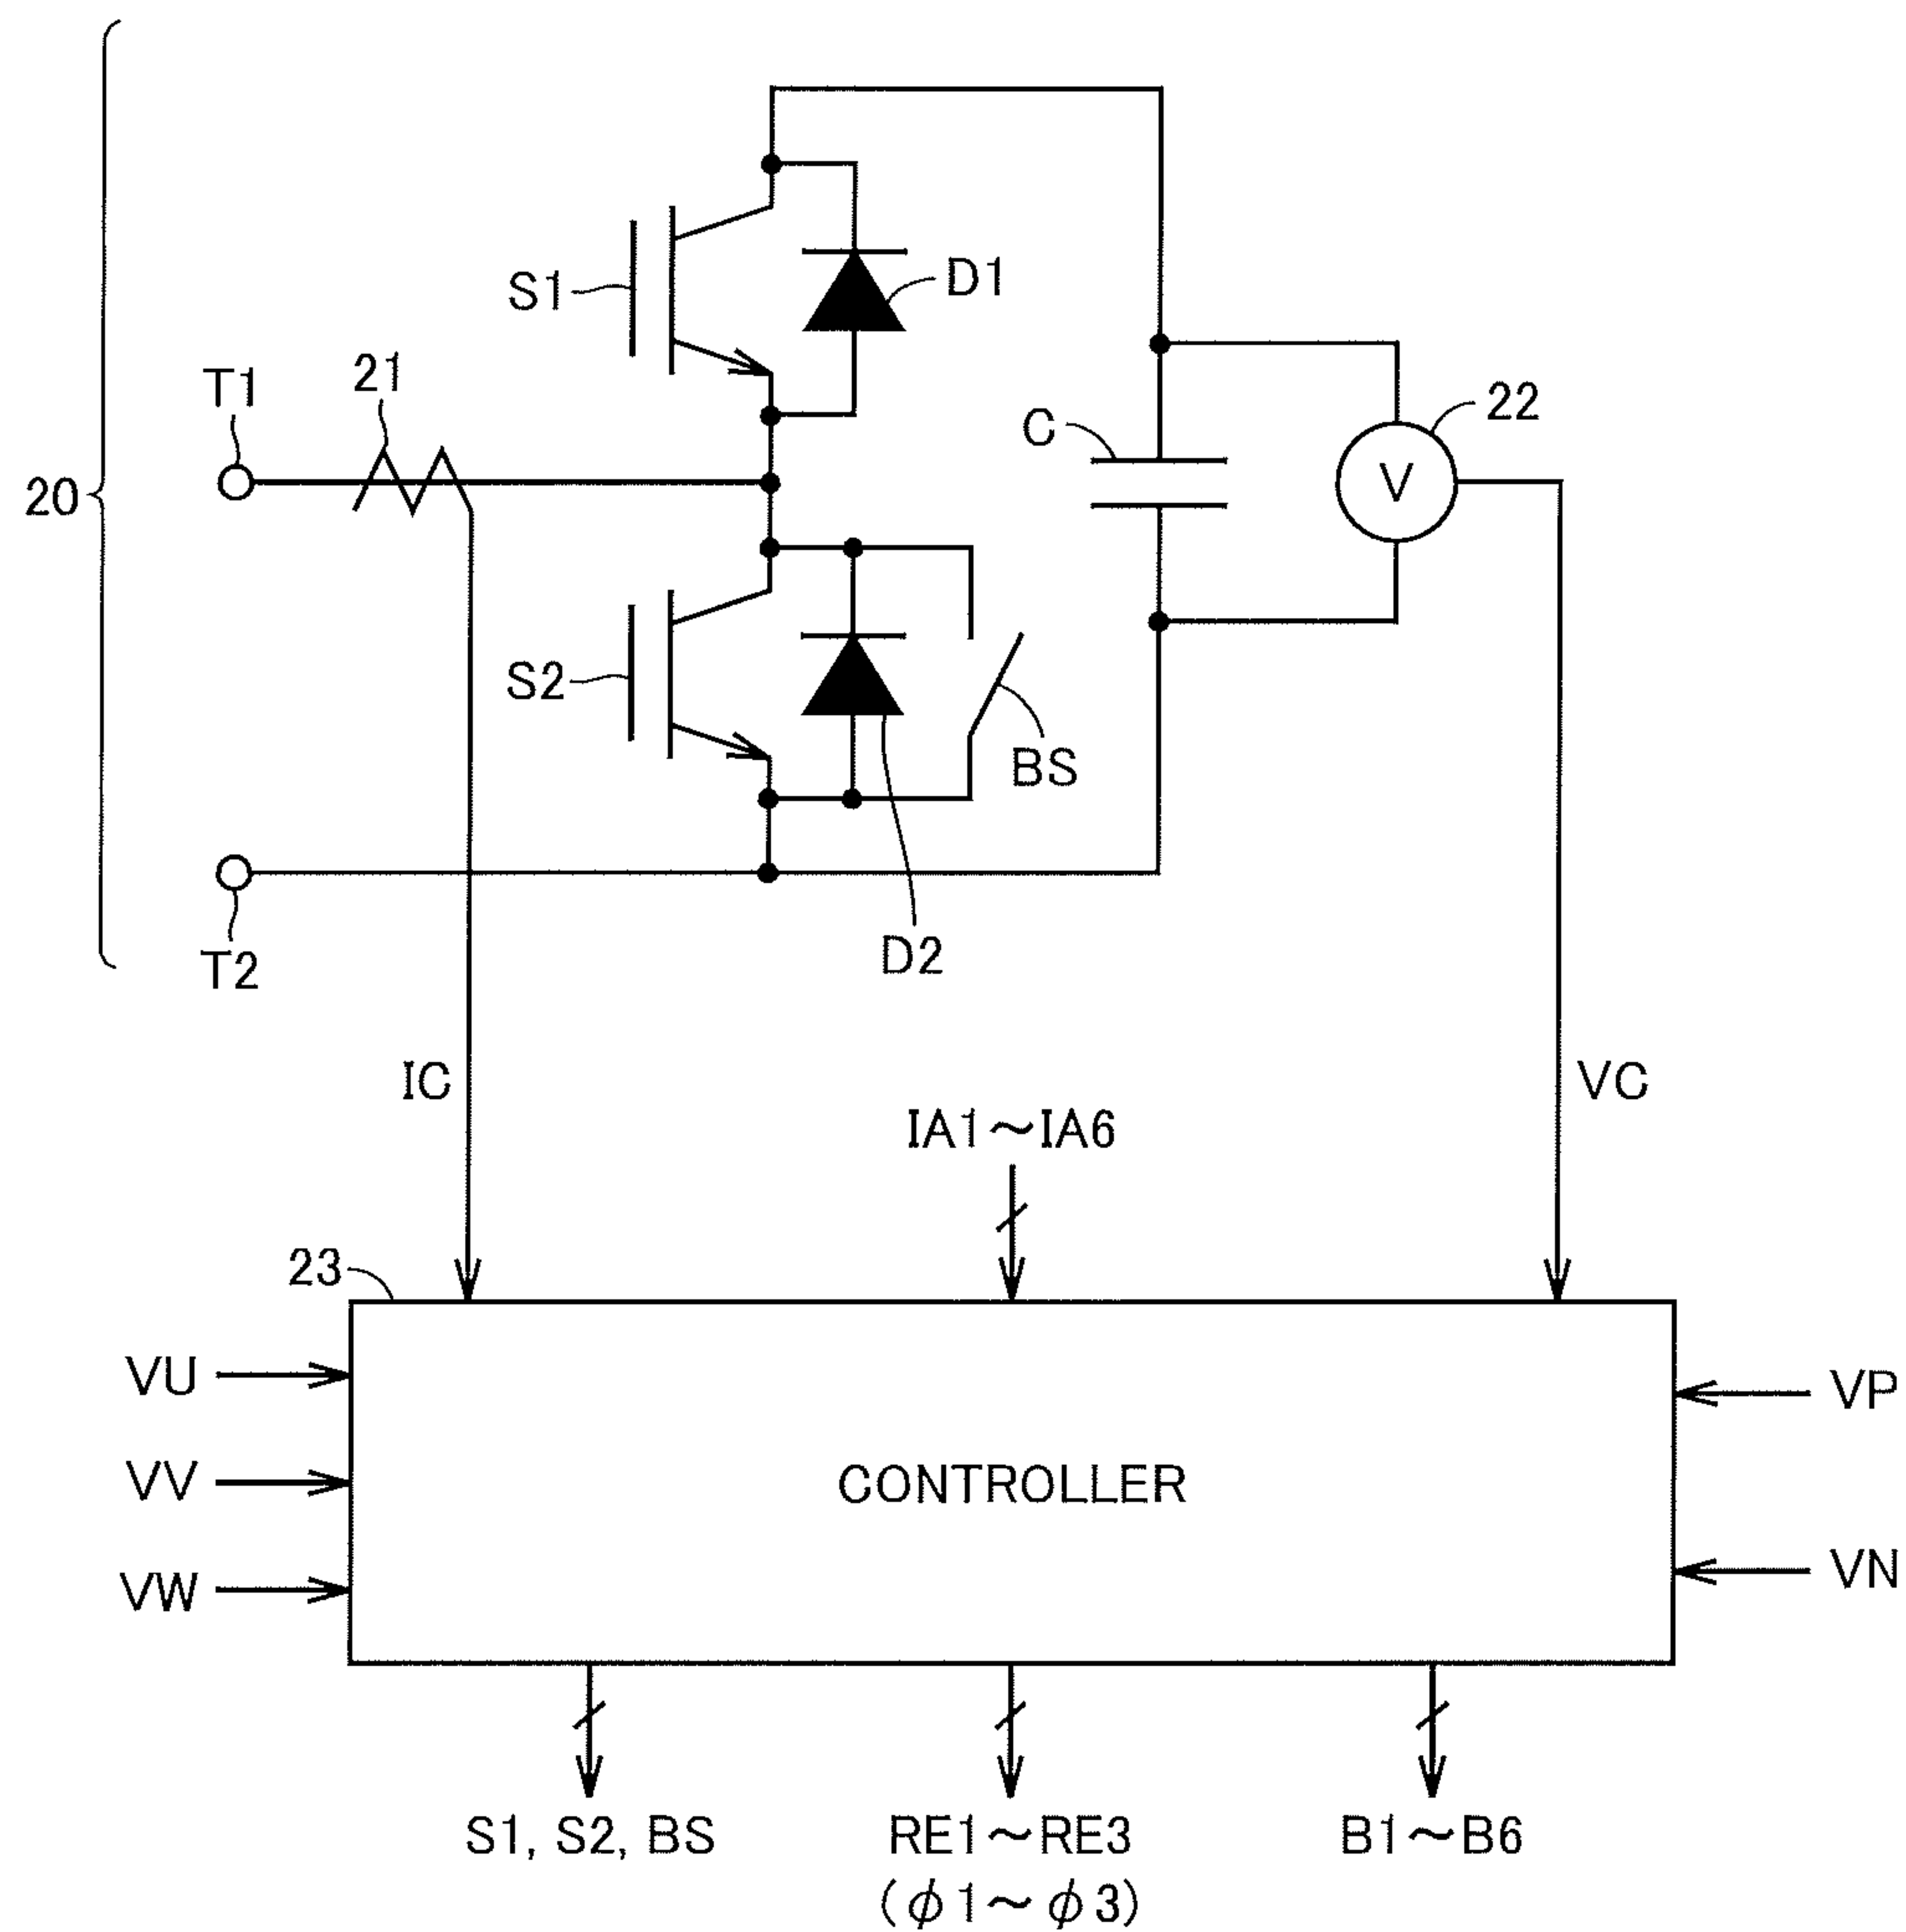 S1
D1
T1
21
C
22
20
V
S2
BS
T2
D2
IC
VC
IA1～IA6
23
VU
VP
VV
CONTROLLER
VN
VW
S1, S2, BS
RE1～RE3
B1～B6
(φ1～φ3)